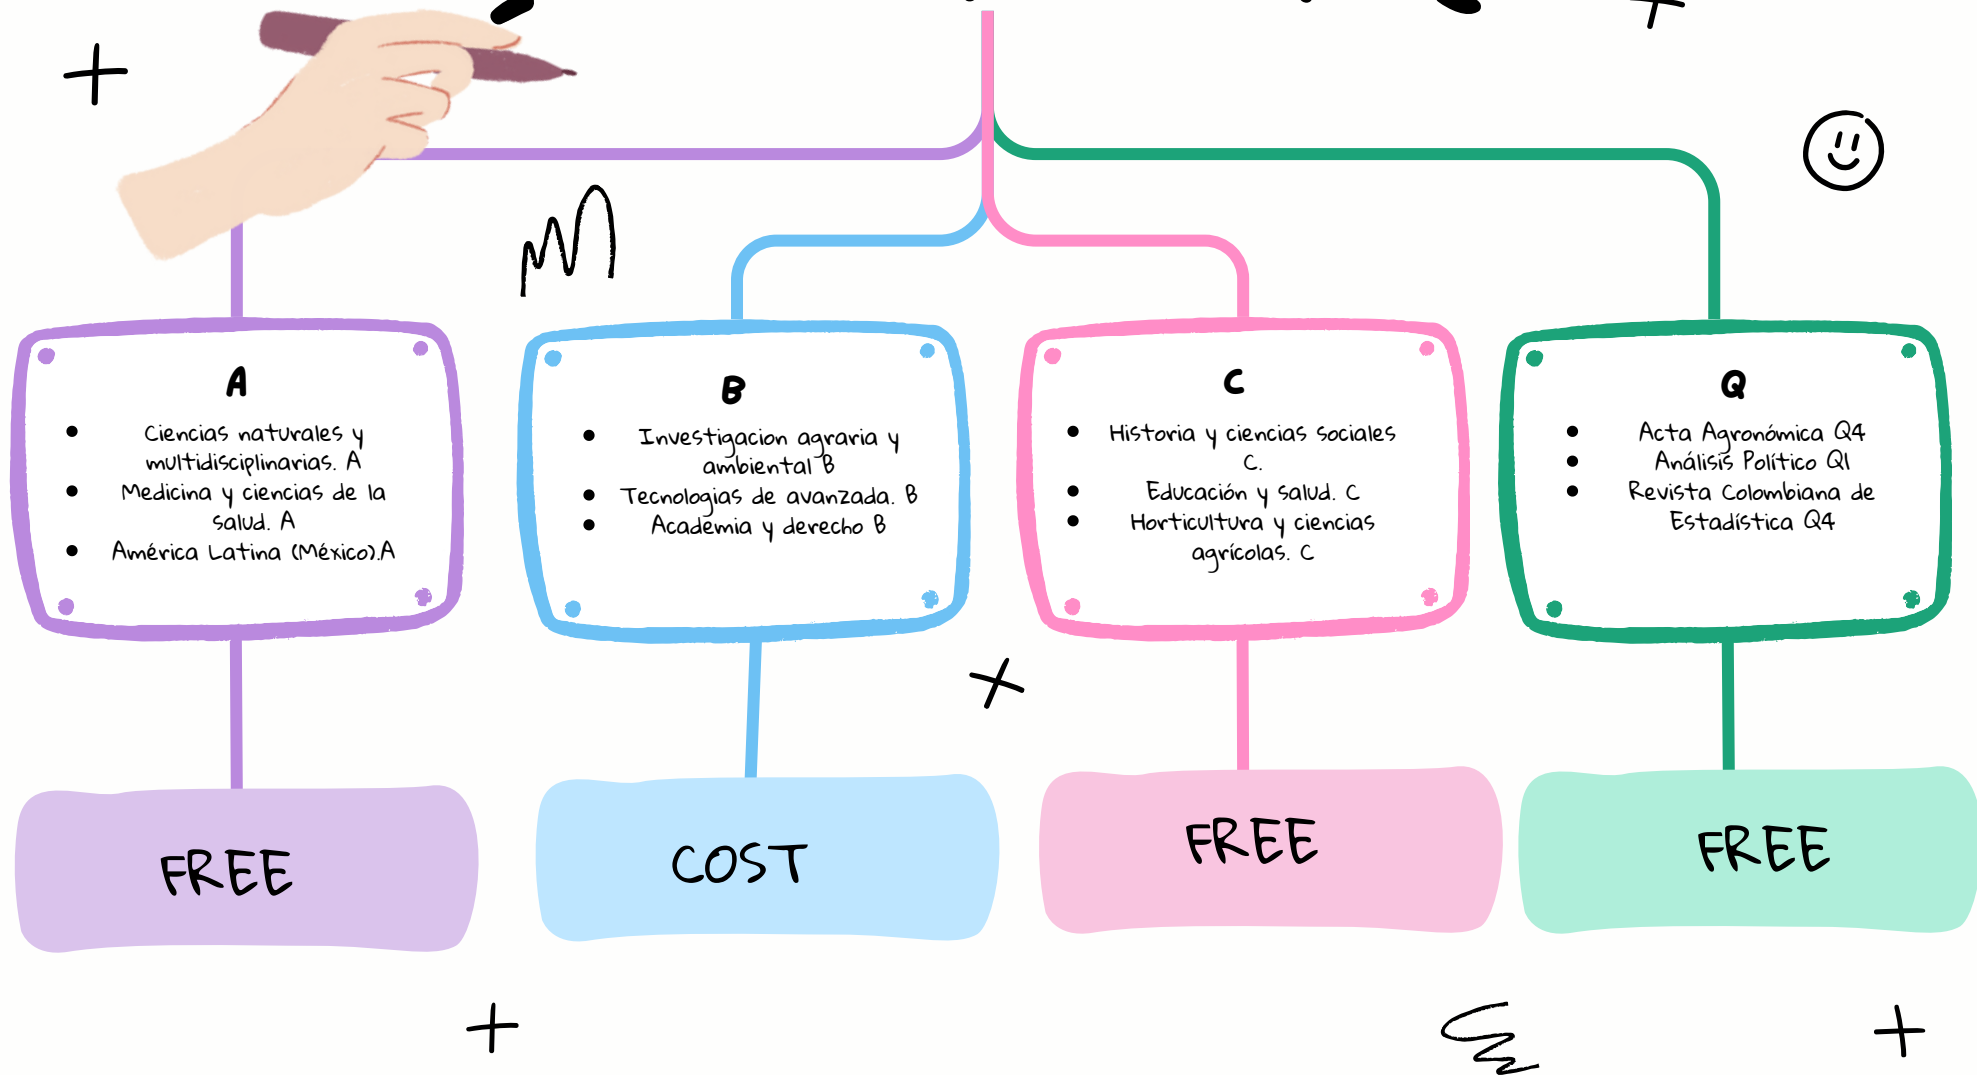 A
Ciencias naturales y
multidisciplinarias. A
Medicina y ciencias de la
salud. A
América Latina (México).A
B
Investigacion agraria y
ambiental B
Tecnologias de avanzada. B
Academia y derecho B
C
Historia y ciencias sociales
C.
Educación y salud. C
Horticultura y ciencias
agrícolas. C
Q
Acta Agronómica Q4
Análisis Político Q1
Revista Colombiana de
Estadística Q4
FREE
COST
FREE
FREE